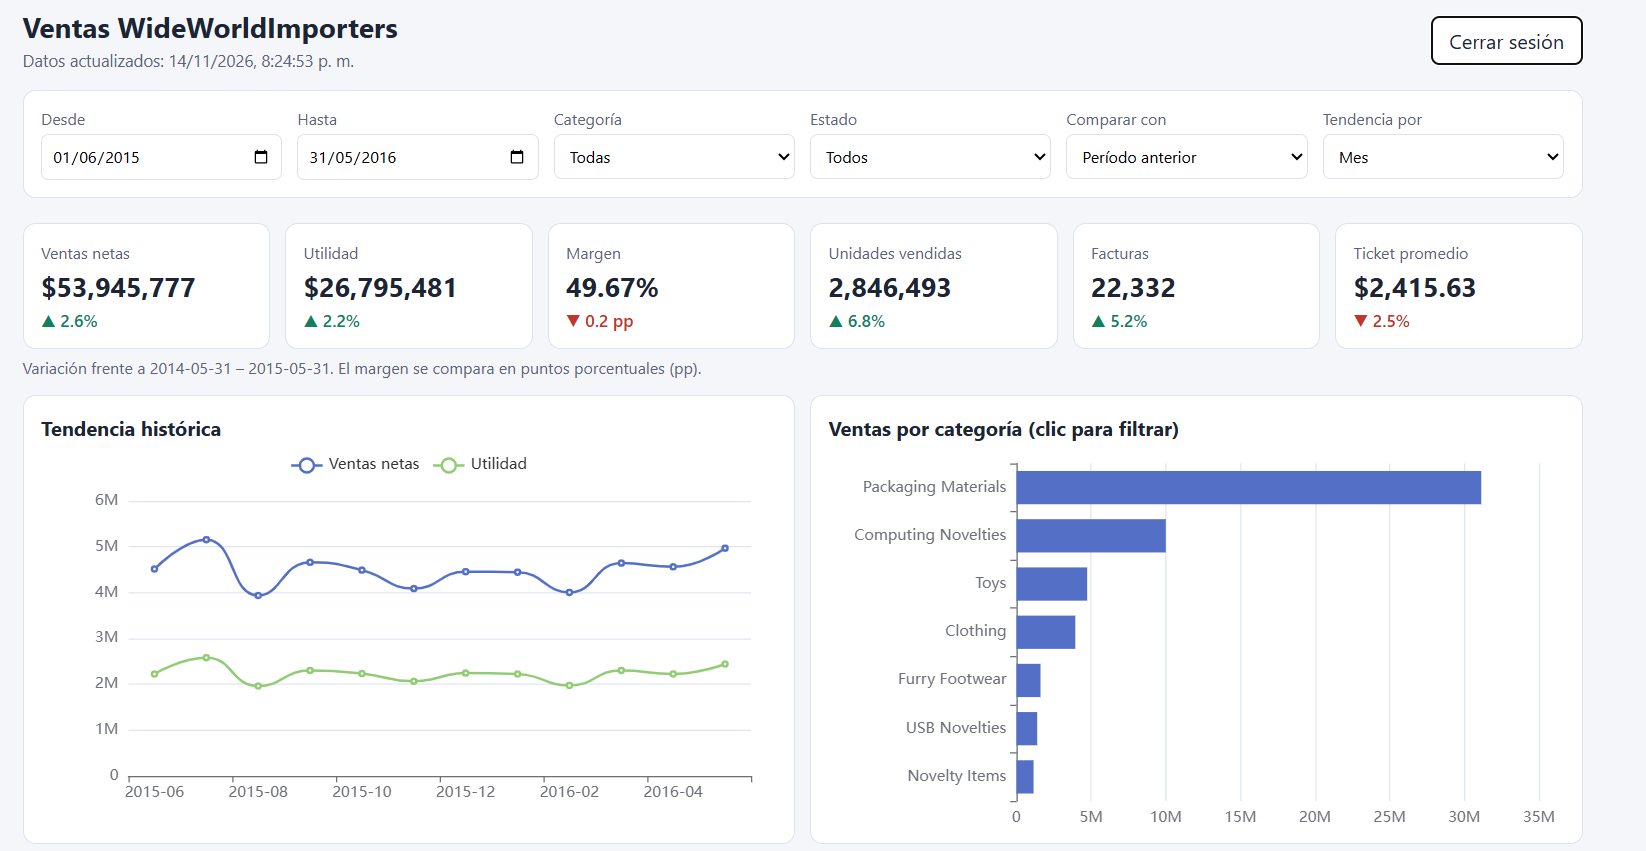 Ventas WideWorldImporters
Datos actualizados: 14/11/2026, 8:24:53 p. m.
Cerrar sesión
Desde
Hasta
Categoría
Estado
Comparar con
Tendencia por
01/06/2015
31/05/2016
Todas
Todos
Período anterior
Mes
Ventas netas
$53,945,777
▲ 2.6%
Utilidad
$26,795,481
▲ 2.2%
Margen
49.67%
▼ 0.2 pp
Unidades vendidas
2,846,493
▲ 6.8%
Facturas
22,332
▲ 5.2%
Ticket promedio
$2,415.63
▼ 2.5%
Variación frente a 2014-05-31 – 2015-05-31. El margen se compara en puntos porcentuales (pp).
Tendencia histórica
Ventas netas
Utilidad
6M
5M
4M
3M
2M
1M
0
2015-06
2015-08
2015-10
2015-12
2016-02
2016-04
Ventas por categoría (clic para filtrar)
Packaging Materials
Computing Novelties
Toys
Clothing
Furry Footwear
USB Novelties
Novelty Items
0
5M
10M
15M
20M
25M
30M
35M